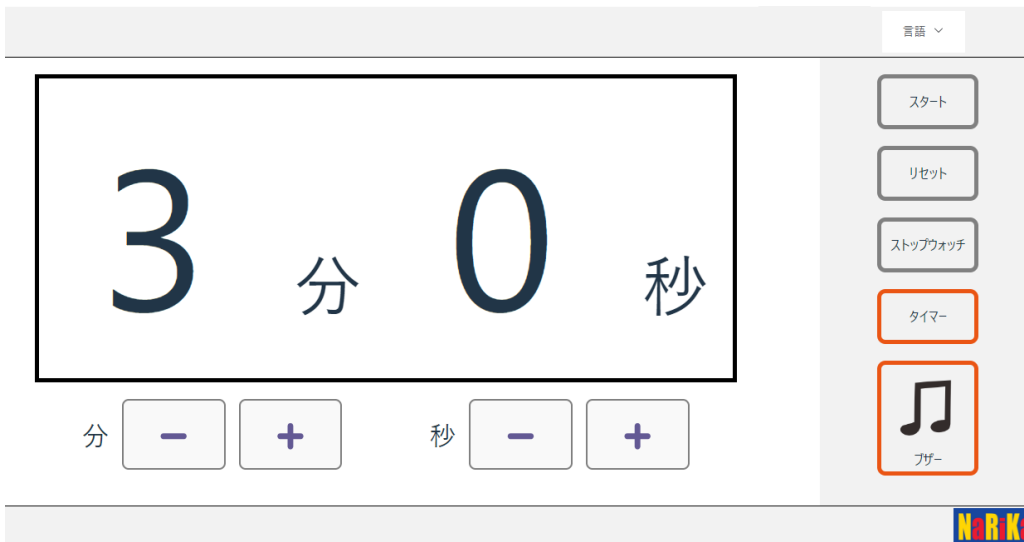 言語
3 分 0 秒
スタート
リセット
ストップウォッチ
タイマー
ブザー
分 － ＋ 秒 － ＋